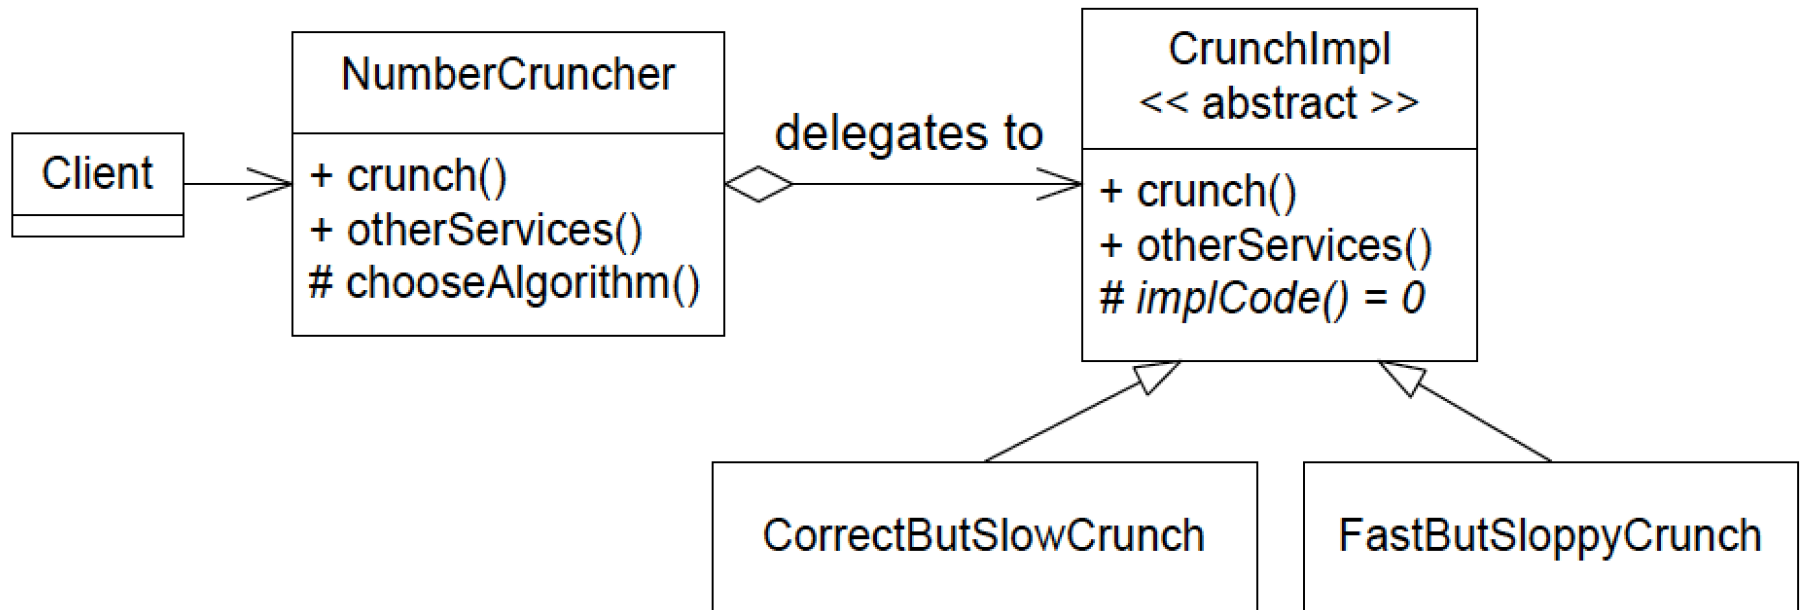 Client
NumberCruncher
+ crunch()
+ otherServices()
# chooseAlgorithm()
delegates to
CrunchImpl
<< abstract >>
+ crunch()
+ otherServices()
# implCode() = 0
CorrectButSlowCrunch
FastButSloppyCrunch